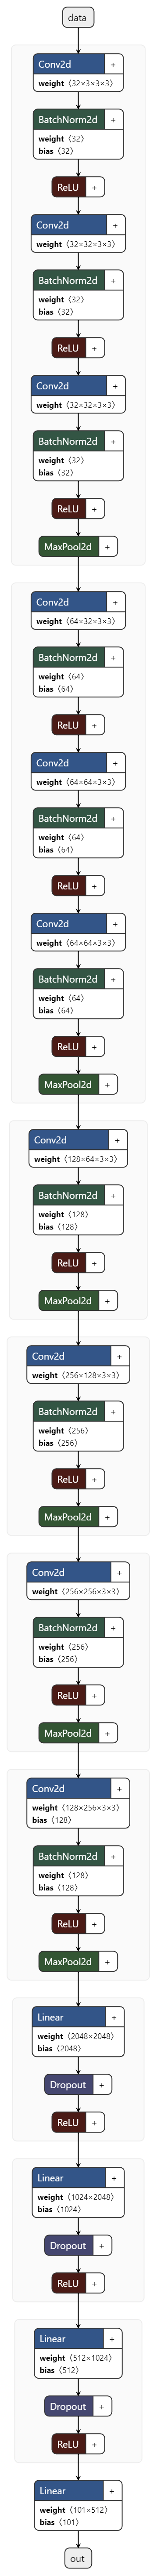 data
Conv2d +
weight ⟨32×3×3×3⟩
BatchNorm2d +
weight ⟨32⟩
bias ⟨32⟩
ReLU +
Conv2d +
weight ⟨32×32×3×3⟩
BatchNorm2d +
weight ⟨32⟩
bias ⟨32⟩
ReLU +
Conv2d +
weight ⟨32×32×3×3⟩
BatchNorm2d +
weight ⟨32⟩
bias ⟨32⟩
ReLU +
MaxPool2d +
Conv2d +
weight ⟨64×32×3×3⟩
BatchNorm2d +
weight ⟨64⟩
bias ⟨64⟩
ReLU +
Conv2d +
weight ⟨64×64×3×3⟩
BatchNorm2d +
weight ⟨64⟩
bias ⟨64⟩
ReLU +
Conv2d +
weight ⟨64×64×3×3⟩
BatchNorm2d +
weight ⟨64⟩
bias ⟨64⟩
ReLU +
MaxPool2d +
Conv2d +
weight ⟨128×64×3×3⟩
BatchNorm2d +
weight ⟨128⟩
bias ⟨128⟩
ReLU +
MaxPool2d +
Conv2d +
weight ⟨256×128×3×3⟩
BatchNorm2d +
weight ⟨256⟩
bias ⟨256⟩
ReLU +
MaxPool2d +
Conv2d +
weight ⟨256×256×3×3⟩
BatchNorm2d +
weight ⟨256⟩
bias ⟨256⟩
ReLU +
MaxPool2d +
Conv2d +
weight ⟨128×256×3×3⟩
bias ⟨128⟩
BatchNorm2d +
weight ⟨128⟩
bias ⟨128⟩
ReLU +
MaxPool2d +
Linear +
weight ⟨2048×2048⟩
bias ⟨2048⟩
Dropout +
ReLU +
Linear +
weight ⟨1024×2048⟩
bias ⟨1024⟩
Dropout +
ReLU +
Linear +
weight ⟨512×1024⟩
bias ⟨512⟩
Dropout +
ReLU +
Linear +
weight ⟨101×512⟩
bias ⟨101⟩
out